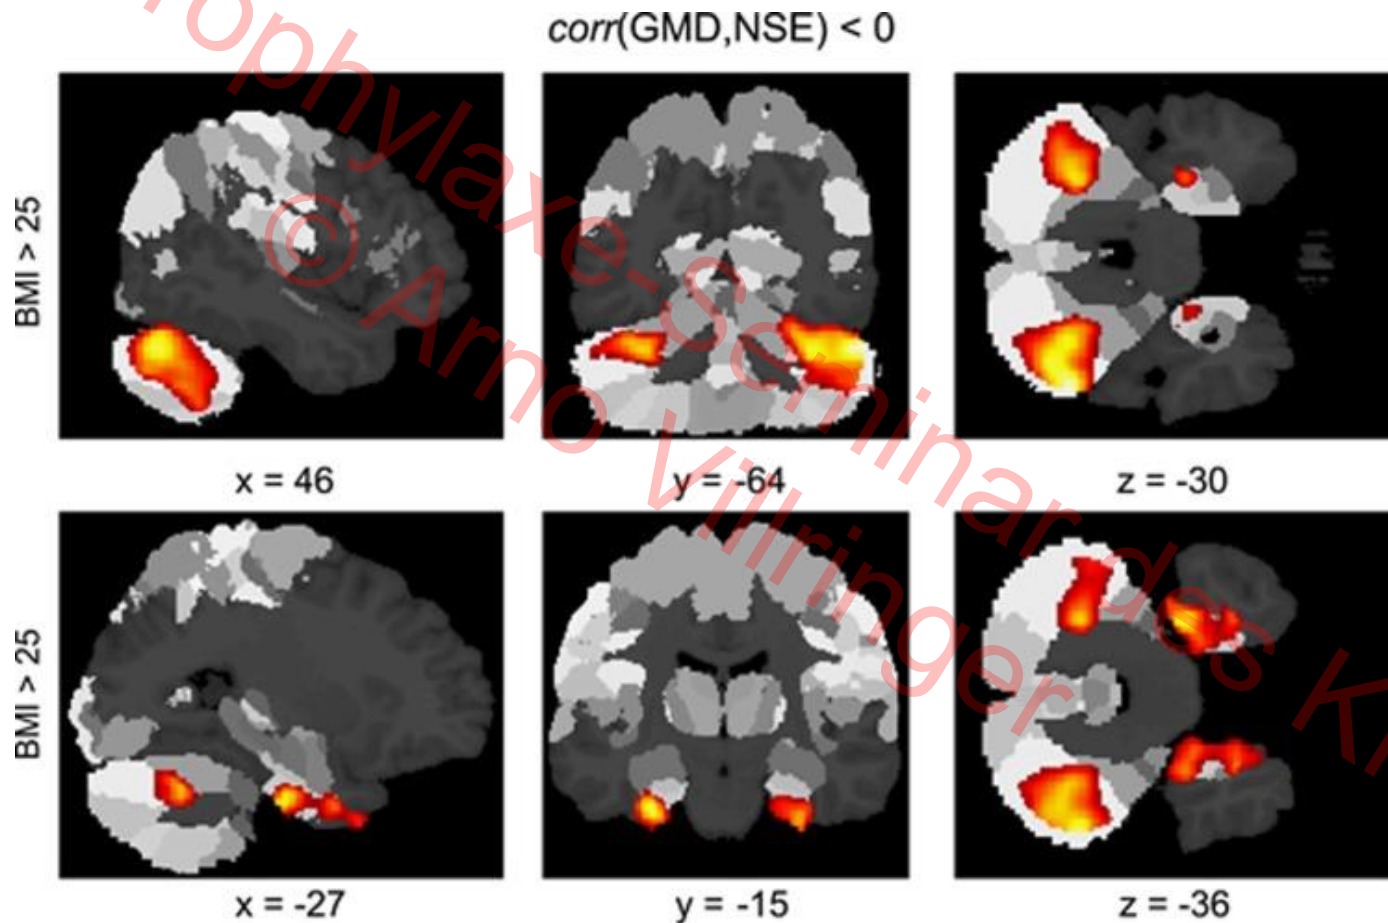 corr(GMD,NSE) < 0
BMI > 25
x = 46
y = -64
z = -30
BMI > 25
x = -27
y = -15
z = -36
ophylaxe-Seminar des K
© Arno Villringer